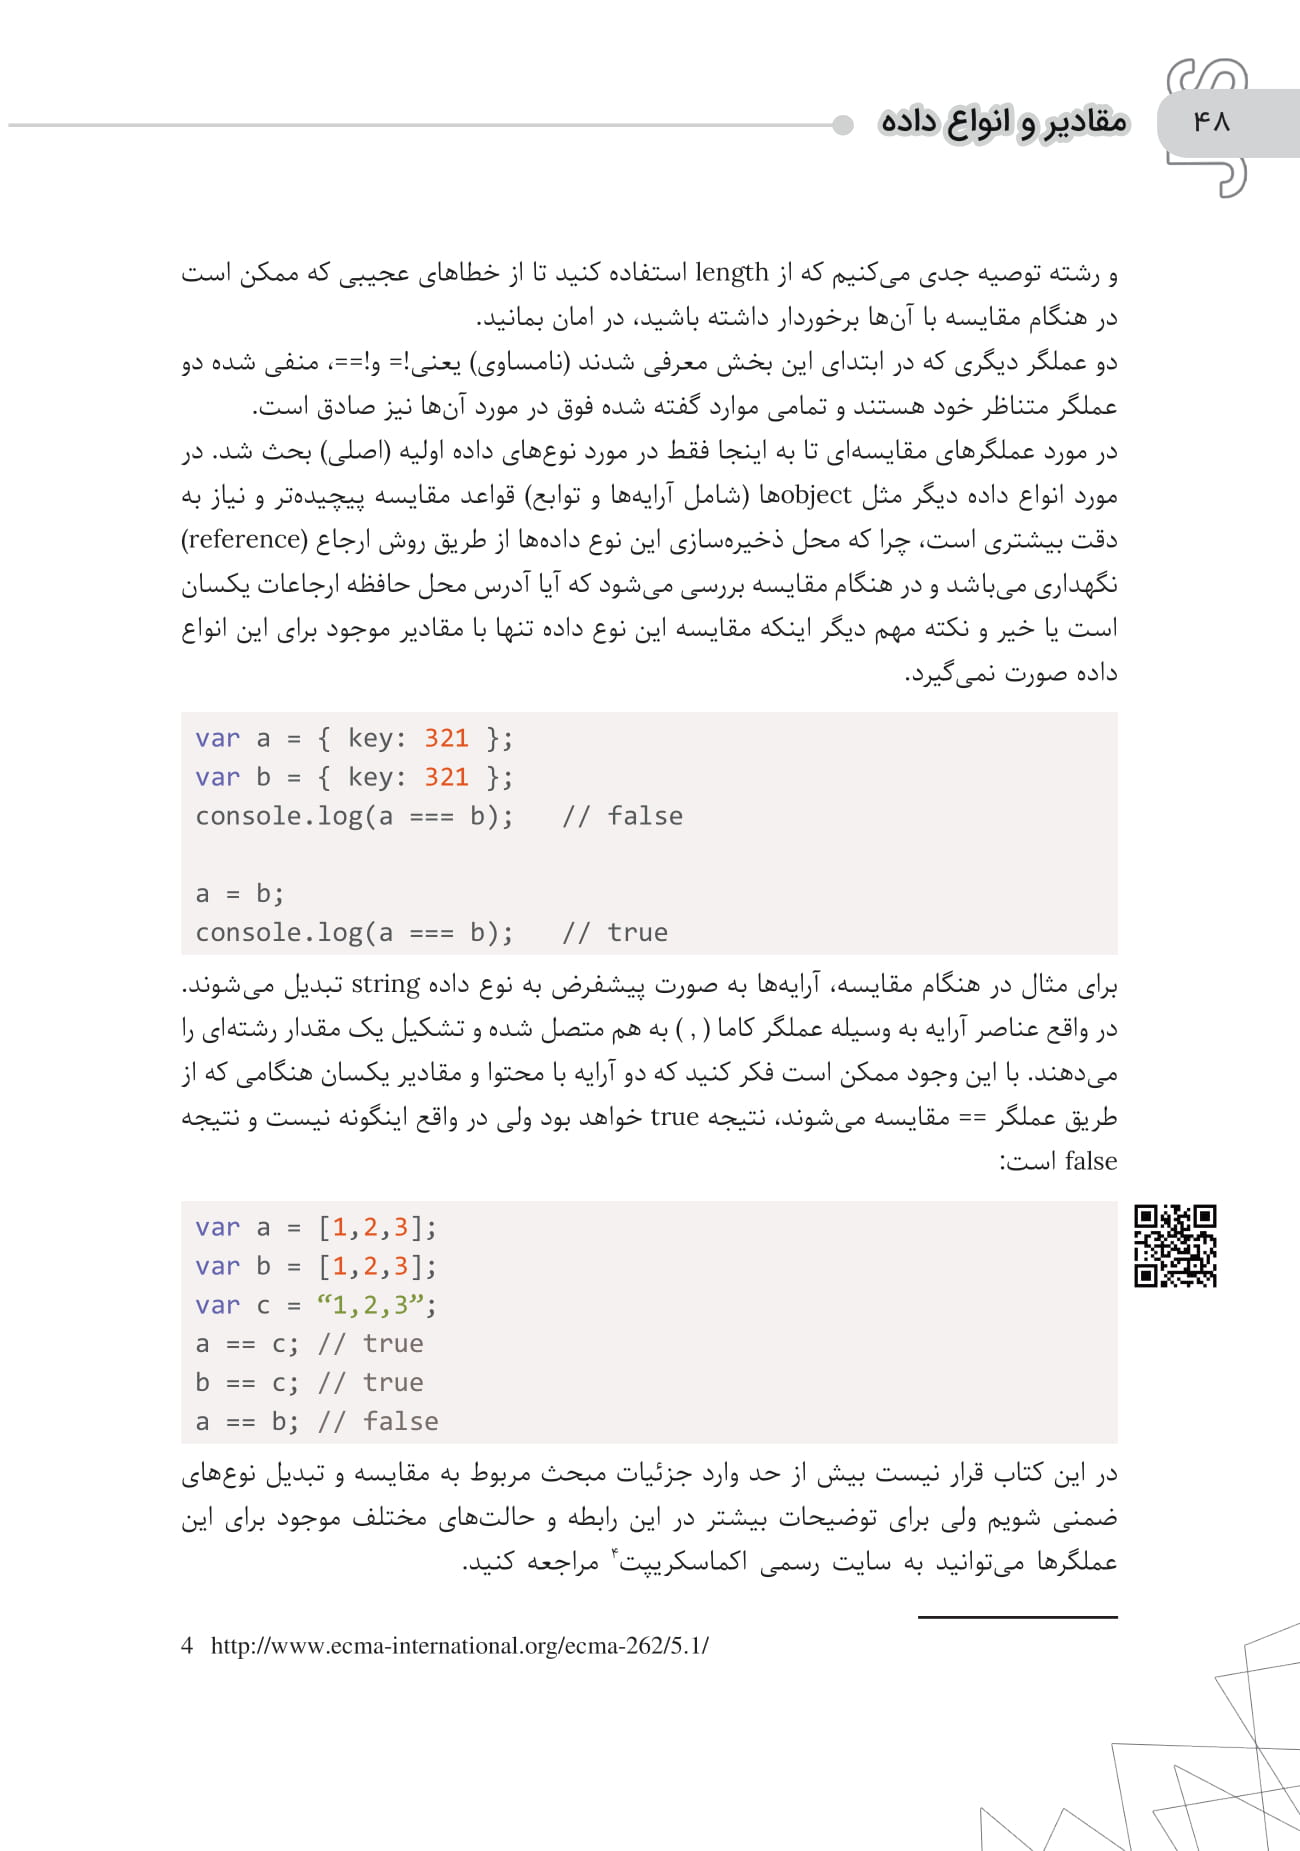 ۴۸
مقادیر و انواع داده
و رشته توصیه جدی می‌کنیم که از length استفاده کنید تا از خطاهای عجیبی که ممکن است
در هنگام مقایسه با آن‌ها برخوردار داشته باشید، در امان بمانید.
دو عملگر دیگری که در ابتدای این بخش معرفی شدند (نامساوی) یعنی!= و!==، منفی شده دو
عملگر متناظر خود هستند و تمامی موارد گفته شده فوق در مورد آن‌ها نیز صادق است.
در مورد عملگرهای مقایسه‌ای تا به اینجا فقط در مورد نوع‌های داده اولیه (اصلی) بحث شد. در
مورد انواع داده دیگر مثل objectها (شامل آرایه‌ها و توابع) قواعد مقایسه پیچیده‌تر و نیاز به
دقت بیشتری است، چرا که محل ذخیره‌سازی این نوع داده‌ها از طریق روش ارجاع (reference)
نگهداری می‌باشد و در هنگام مقایسه بررسی می‌شود که آیا آدرس محل حافظه ارجاعات یکسان
است یا خیر و نکته مهم دیگر اینکه مقایسه این نوع داده تنها با مقادیر موجود برای این انواع
داده صورت نمی‌گیرد.
var a = { key: 321 };
var b = { key: 321 };
console.log(a === b);   // false
a = b;
console.log(a === b);   // true
برای مثال در هنگام مقایسه، آرایه‌ها به صورت پیشفرض به نوع داده string تبدیل می‌شوند.
در واقع عناصر آرایه به وسیله عملگر کاما ( , ) به هم متصل شده و تشکیل یک مقدار رشته‌ای را
می‌دهند. با این وجود ممکن است فکر کنید که دو آرایه با محتوا و مقادیر یکسان هنگامی که از
طریق عملگر == مقایسه می‌شوند، نتیجه true خواهد بود ولی در واقع اینگونه نیست و نتیجه
false است:
var a = [1,2,3];
var b = [1,2,3];
var c = “1,2,3”;
a == c; // true
b == c; // true
a == b; // false
در این کتاب قرار نیست بیش از حد وارد جزئیات مبحث مربوط به مقایسه و تبدیل نوع‌های
ضمنی شویم ولی برای توضیحات بیشتر در این رابطه و حالت‌های مختلف موجود برای این
عملگرها می‌توانید به سایت رسمی اکماسکریپت۴ مراجعه کنید.
4 http://www.ecma-international.org/ecma-262/5.1/